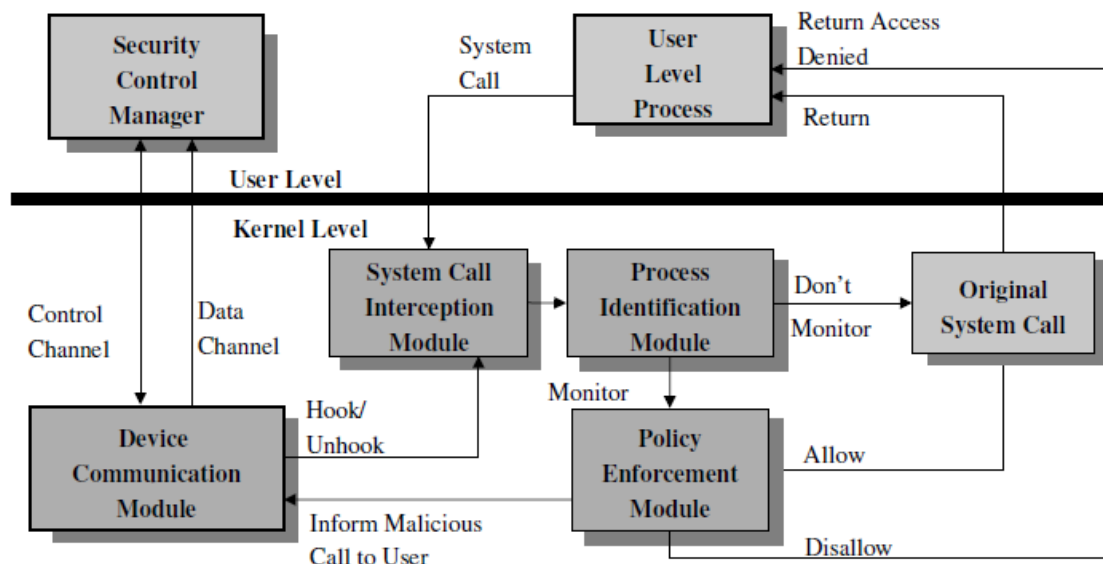 Security
Control
Manager
System
Call
User
Level
Process
Return Access
Denied
Return
User Level
Kernel Level
Control
Channel
Data
Channel
System Call
Interception
Module
Process
Identification
Module
Don't
Monitor
Original
System Call
Monitor
Device
Communication
Module
Hook/
Unhook
Policy
Enforcement
Module
Allow
Inform Malicious
Call to User
Disallow